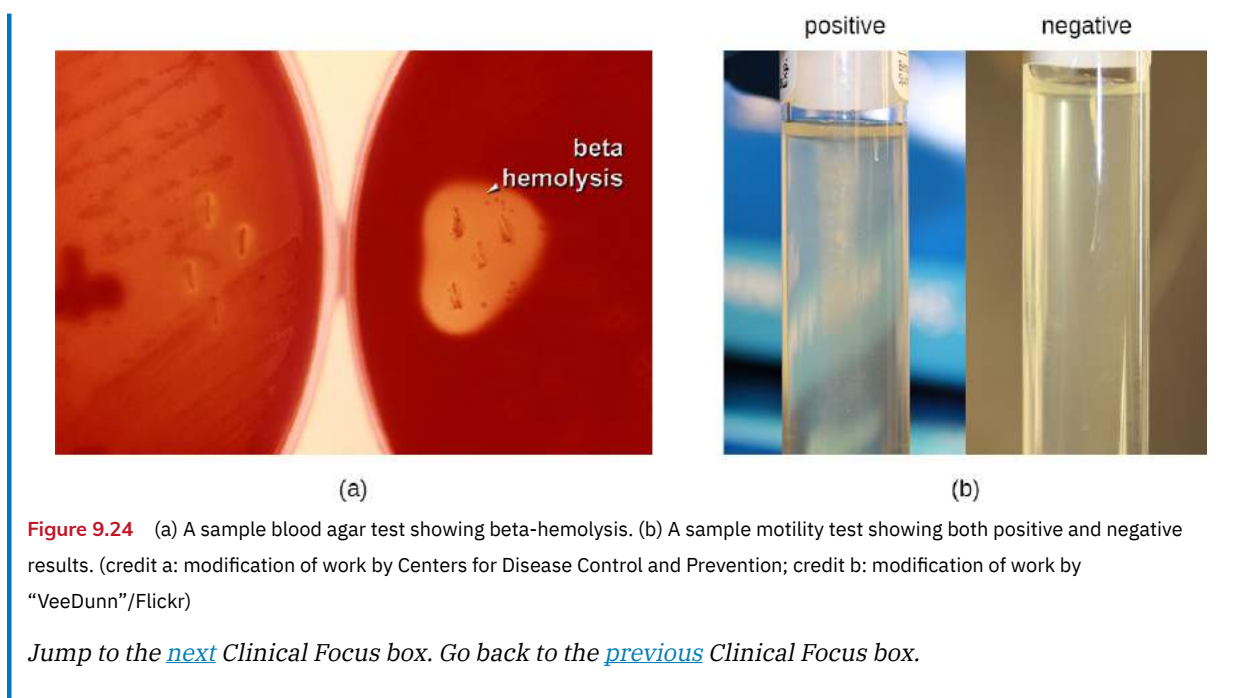 positive negative
beta
hemolysis
Exp.
(a) (b)
Figure 9.24 (a) A sample blood agar test showing beta-hemolysis. (b) A sample motility test showing both positive and negative
results. (credit a: modification of work by Centers for Disease Control and Prevention; credit b: modification of work by
“VeeDunn”/Flickr)
Jump to the next Clinical Focus box. Go back to the previous Clinical Focus box.